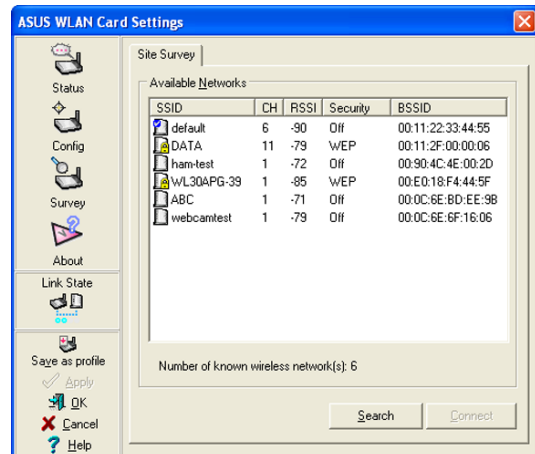 ASUS WLAN Card Settings
Status
Config
Survey
About
Link State
Save as profile
Apply
OK
Cancel
Help
Site Survey
Available Networks
SSID CH RSSI Security BSSID
default 6 -90 Off 00:11:22:33:44:55
DATA 11 -79 WEP 00:11:2F:00:00:06
ham-test 1 -72 Off 00:90:4C:4E:00:2D
WL30APG-39 1 -85 WEP 00:E0:18:F4:44:5F
ABC 1 -71 Off 00:0C:6E:BD:EE:9B
webcamtest 1 -79 Off 00:0C:6E:6F:16:06
Number of known wireless network(s): 6
Search Connect